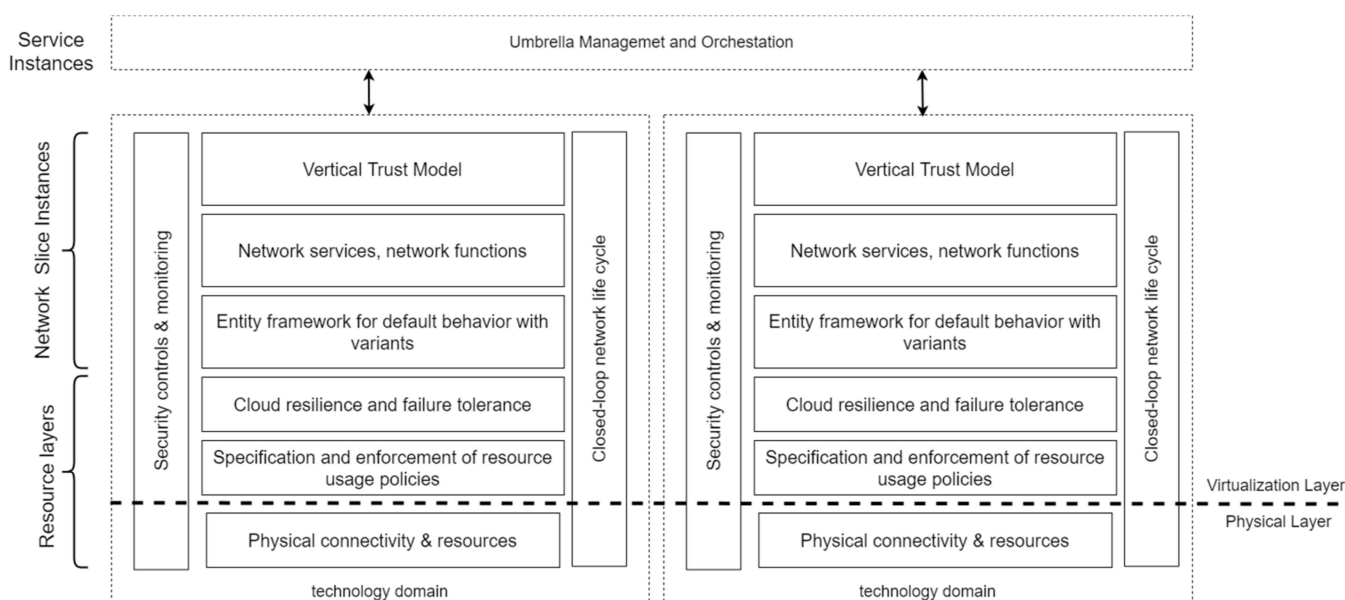 Service
Instances
Umbrella Managemet and Orchestation
Network Slice Instances
Resource layers
Security controls & monitoring
Vertical Trust Model
Network services, network functions
Entity framework for default behavior with
variants
Cloud resilience and failure tolerance
Specification and enforcement of resource
usage policies
Physical connectivity & resources
Closed-loop network life cycle
technology domain
Security controls & monitoring
Vertical Trust Model
Network services, network functions
Entity framework for default behavior with
variants
Cloud resilience and failure tolerance
Specification and enforcement of resource
usage policies
Physical connectivity & resources
Closed-loop network life cycle
technology domain
Virtualization Layer
Physical Layer